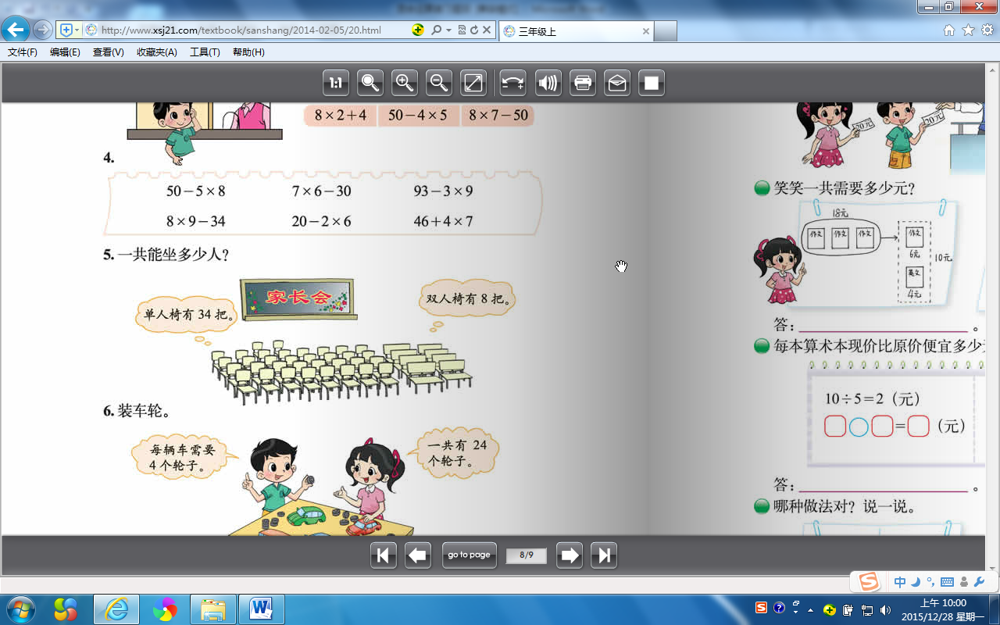 http://www.xsj21.com/textbook/sanshang/2014-02-05/20.html
三年级上
文件(F) 编辑(E) 查看(V) 收藏夹(A) 工具(T) 帮助(H)
1:1
8×2+4 50-4×5 8×7-50
4.
50-5×8 7×6-30 93-3×9
8×9-34 20-2×6 46+4×7
5. 一共能坐多少人?
家长会
单人椅有 34 把。
双人椅有 8 把。
6. 装车轮。
每辆车需要
4 个轮子。
一共有 24
个轮子。
20元
20元
笑笑一共需要多少元?
18元
作文 作文 作文
作文
6元
10元
英文
4元
答: 。
每本算术本现价比原价便宜多少
10÷5=2(元)
=(元)
答: 。
哪种做法对? 说一说。
go to page
8/9
中
上午 10:00
2015/12/28 星期一